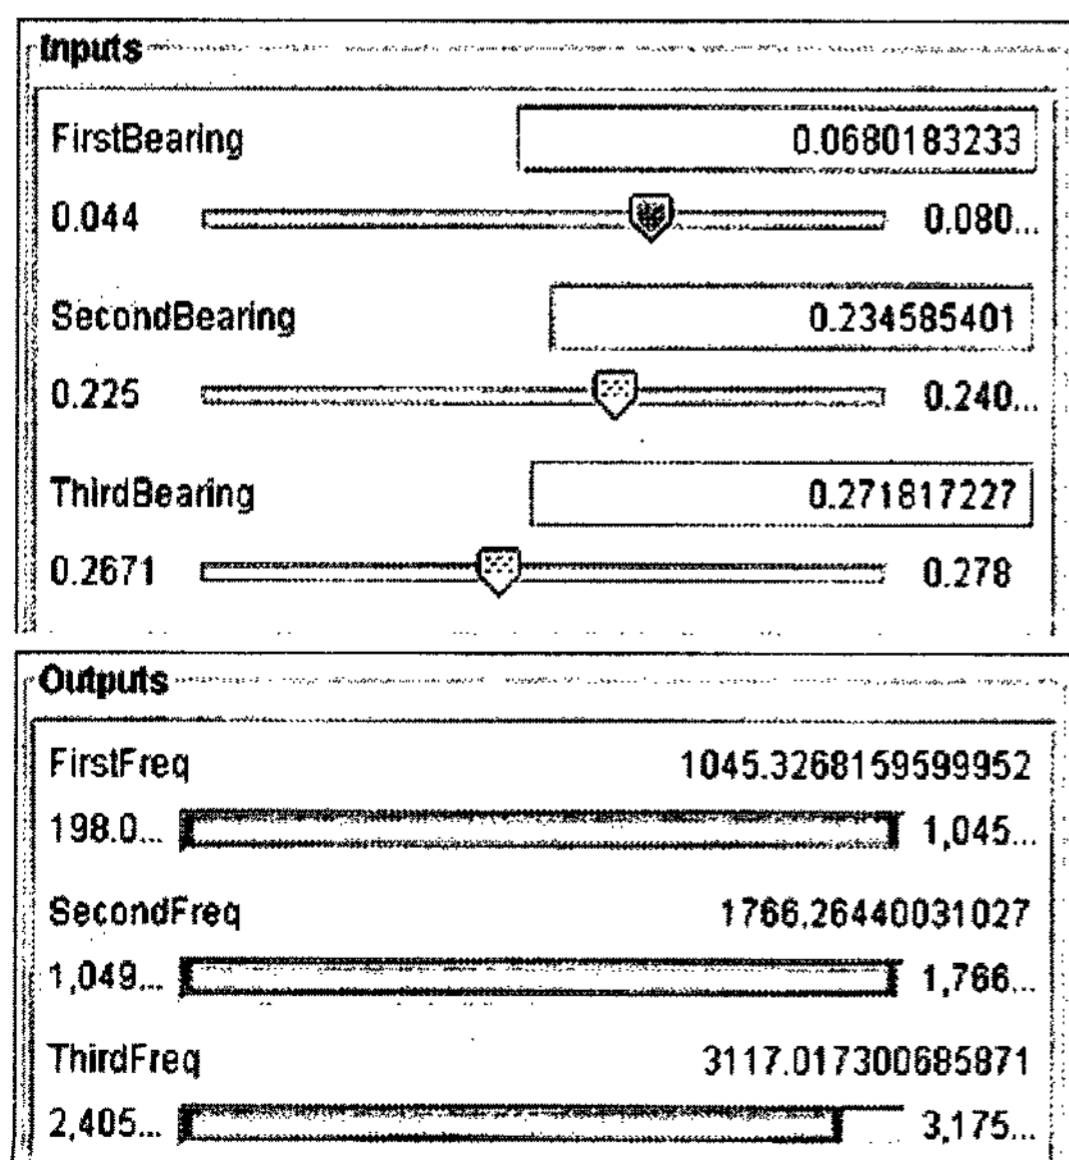 Inputs
FirstBearing 0.0680183233
0.044 0.080...
SecondBearing 0.234585401
0.225 0.240...
ThirdBearing 0.271817227
0.2671 0.278
Outputs
FirstFreq 1045.3268159599952
198.0... 1,045...
SecondFreq 1766.26440031027
1,049... 1,766...
ThirdFreq 3117.017300685871
2,405... 3,175...